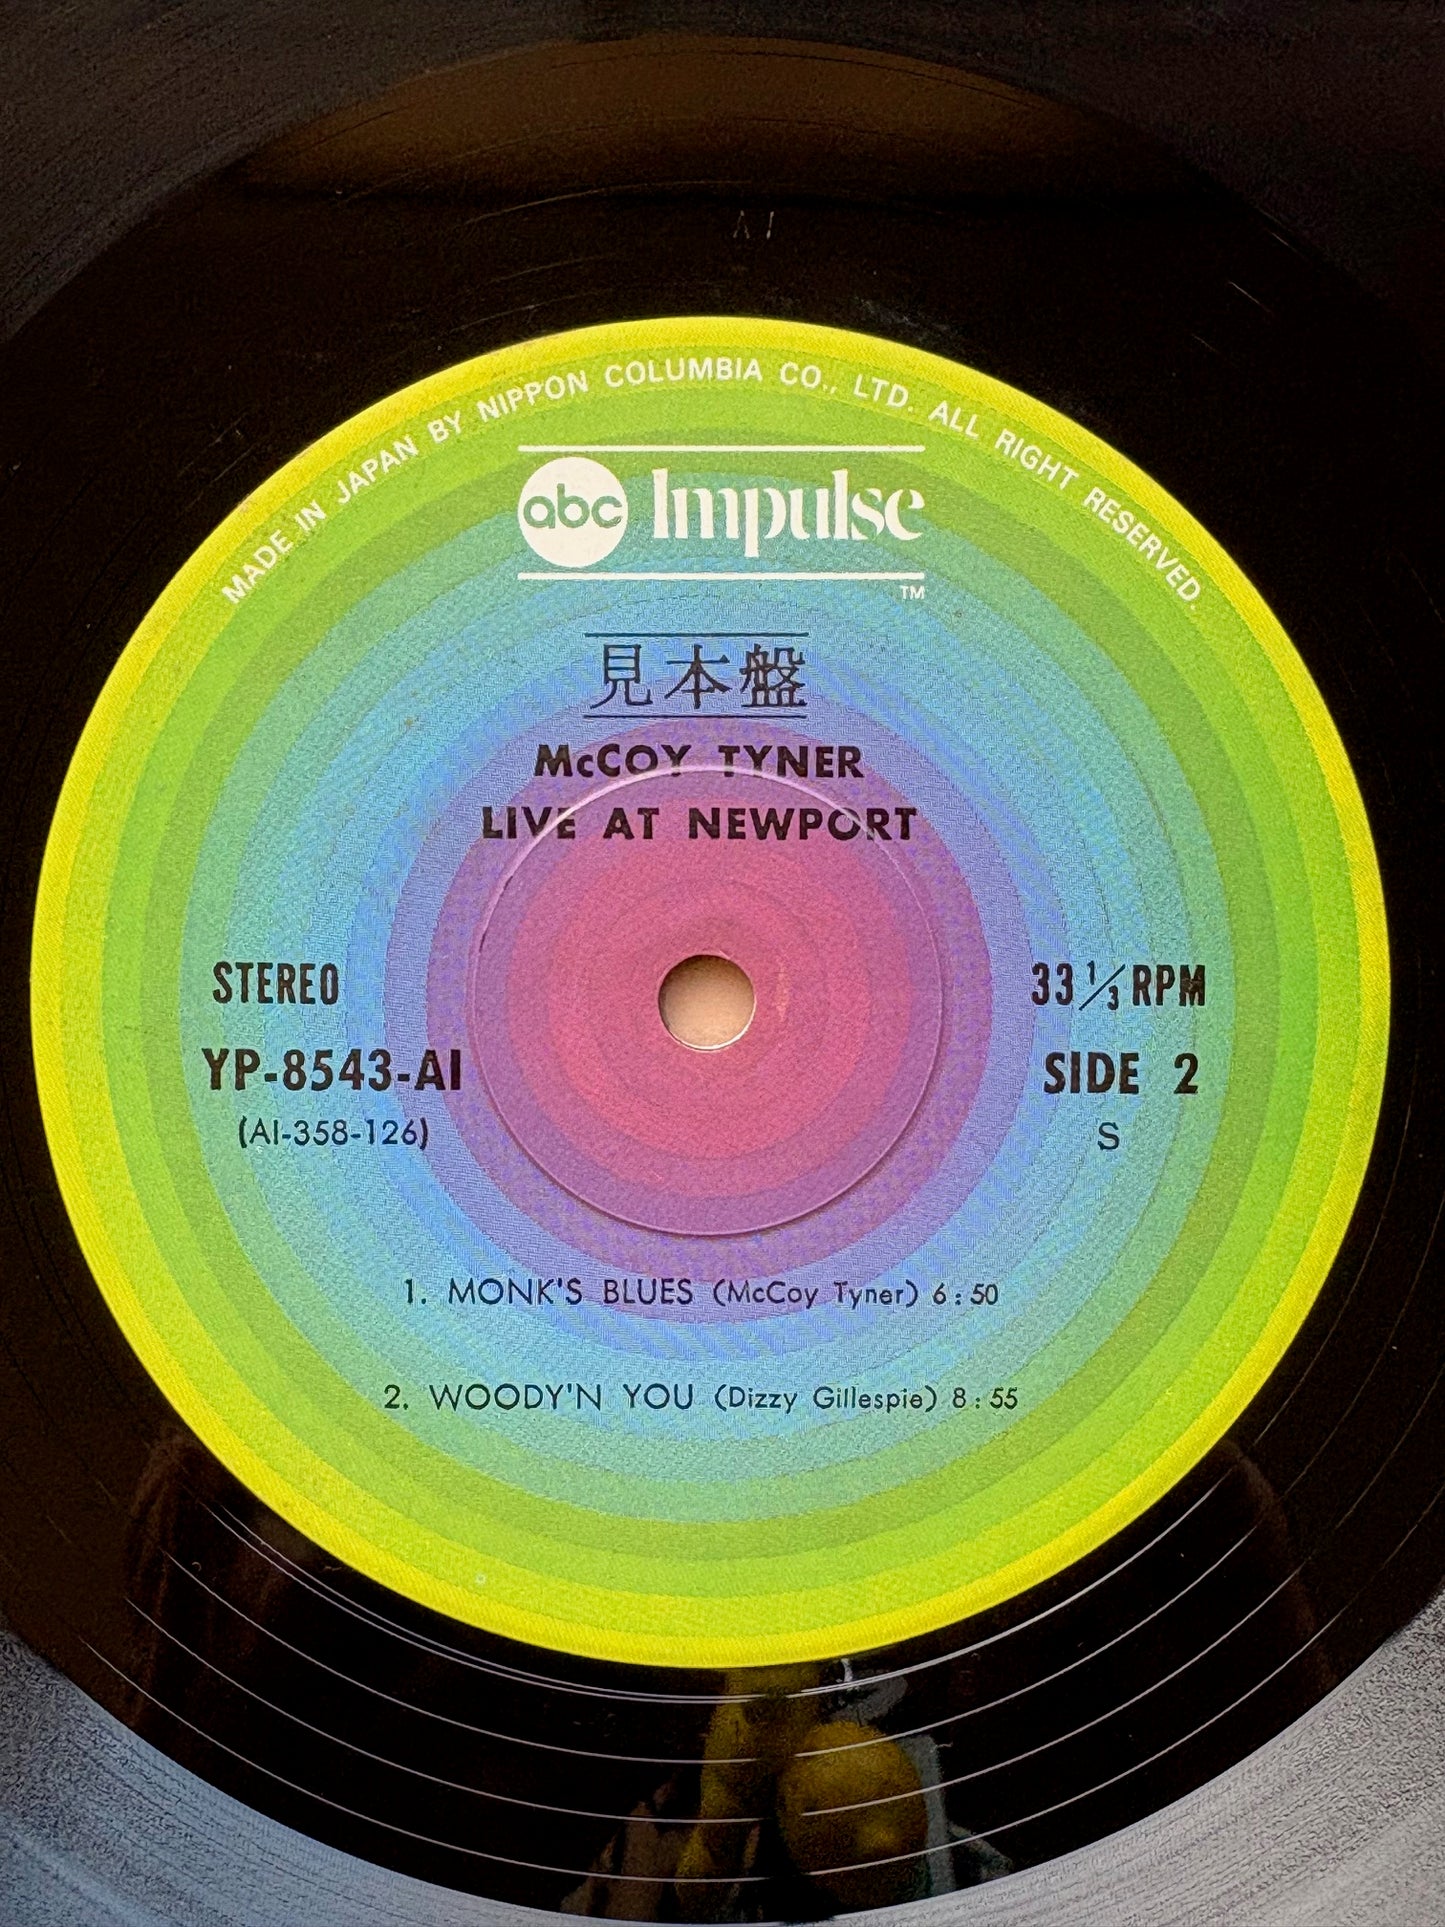 MADE IN JAPAN BY NIPPON COLUMBIA CO., LTD. ALL RIGHT RESERVED.
abc Impulse
TM
見本盤
McCOY TYNER
LIVE AT NEWPORT
STEREO
33 1/3 RPM
YP-8543-AI
SIDE 2
(AI-358-126)
S
1. MONK'S BLUES (McCoy Tyner) 6:50
2. WOODY'N YOU (Dizzy Gillespie) 8:55